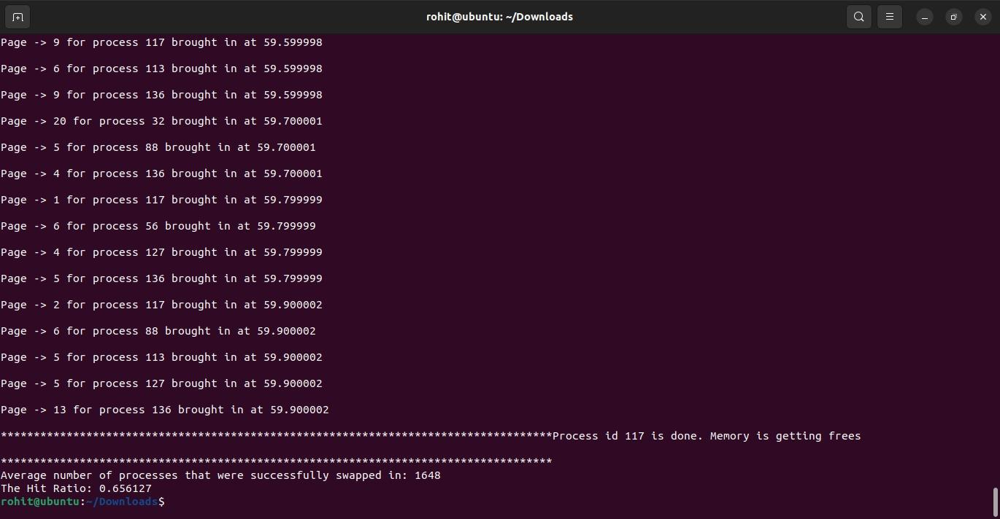 rohit@ubuntu: ~/Downloads
Page -> 9 for process 117 brought in at 59.599998
Page -> 6 for process 113 brought in at 59.599998
Page -> 9 for process 136 brought in at 59.599998
Page -> 20 for process 32 brought in at 59.700001
Page -> 5 for process 88 brought in at 59.700001
Page -> 4 for process 136 brought in at 59.700001
Page -> 1 for process 117 brought in at 59.799999
Page -> 6 for process 56 brought in at 59.799999
Page -> 4 for process 127 brought in at 59.799999
Page -> 5 for process 136 brought in at 59.799999
Page -> 2 for process 117 brought in at 59.900002
Page -> 6 for process 88 brought in at 59.900002
Page -> 5 for process 113 brought in at 59.900002
Page -> 5 for process 127 brought in at 59.900002
Page -> 13 for process 136 brought in at 59.900002
************************************************************************************Process id 117 is done. Memory is getting frees
************************************************************************************
Average number of processes that were successfully swapped in: 1648
The Hit Ratio: 0.656127
rohit@ubuntu:~/Downloads$